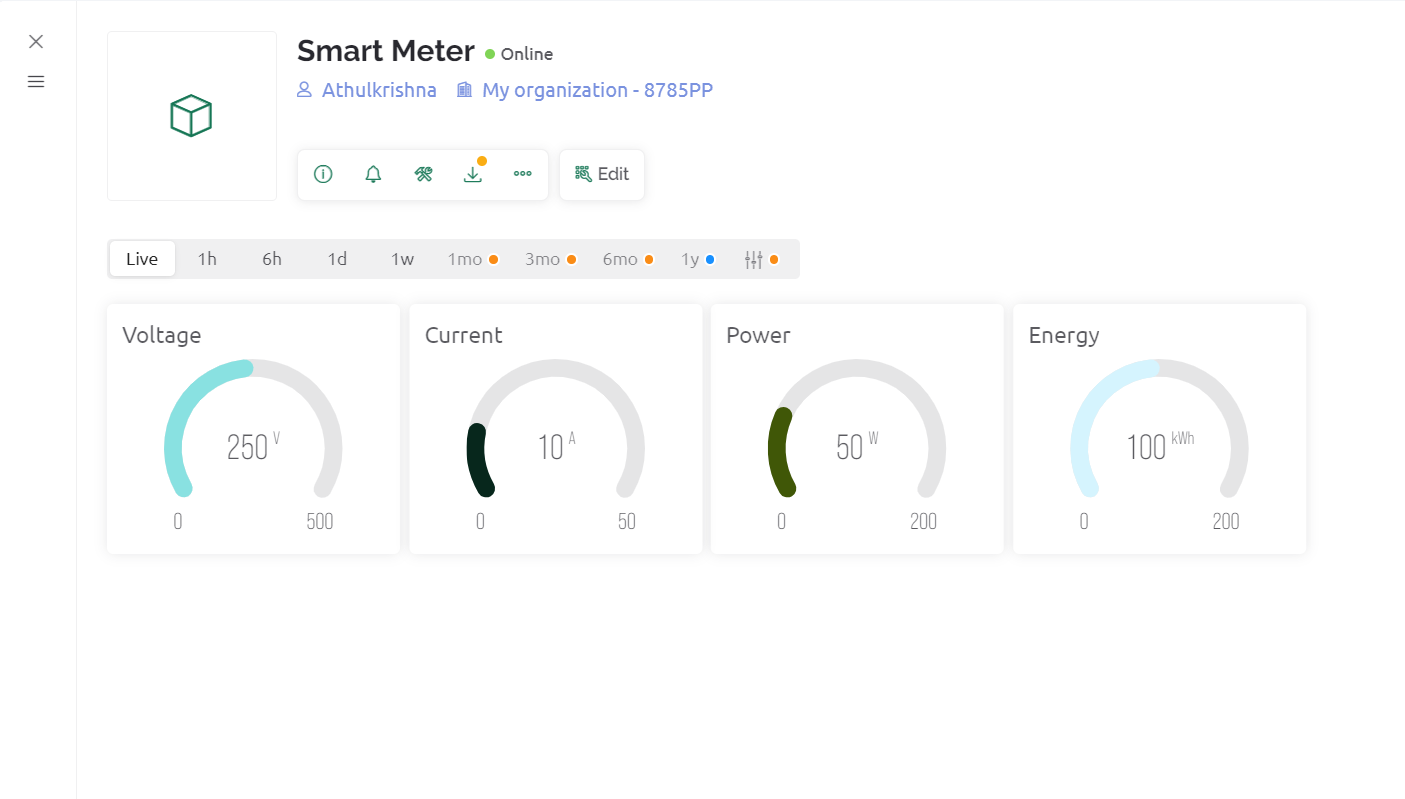 Smart Meter Online
Athulkrishna My organization - 8785PP
Edit
Live 1h 6h 1d 1w 1mo 3mo 6mo 1y
Voltage Current Power Energy
250 V 10 A 50 W 100 kWh
0 500 0 50 0 200 0 200